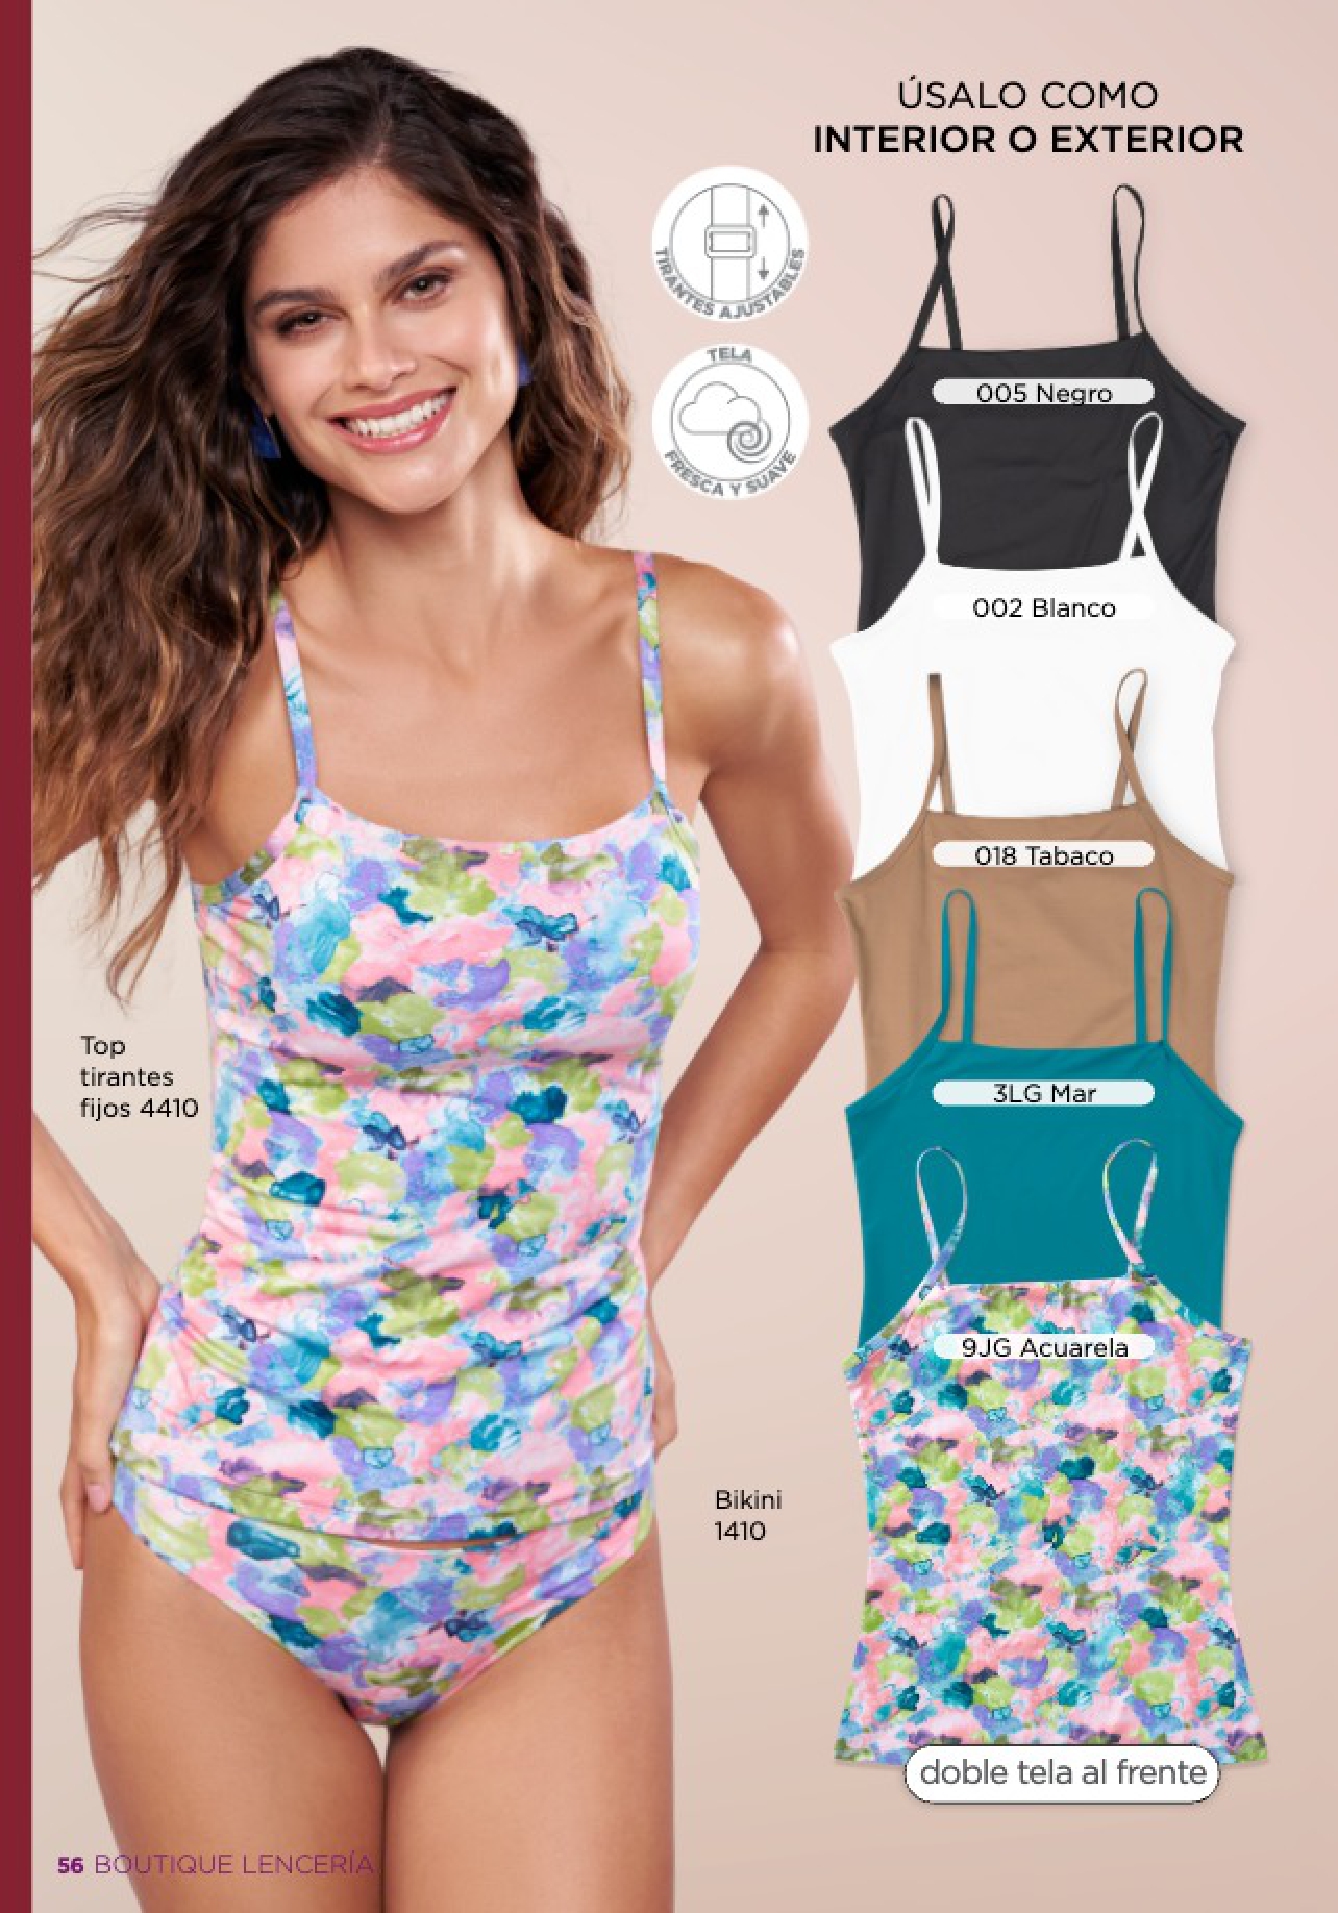 ÚSALO COMO
INTERIOR O EXTERIOR
TIRANTES AJUSTABLES
TELA
FRESCA Y SUAVE
005 Negro
002 Blanco
018 Tabaco
3LG Mar
9JG Acuarela
Top
tirantes
fijos 4410
Bikini
1410
doble tela al frente
56 BOUTIQUE LENCERÍA